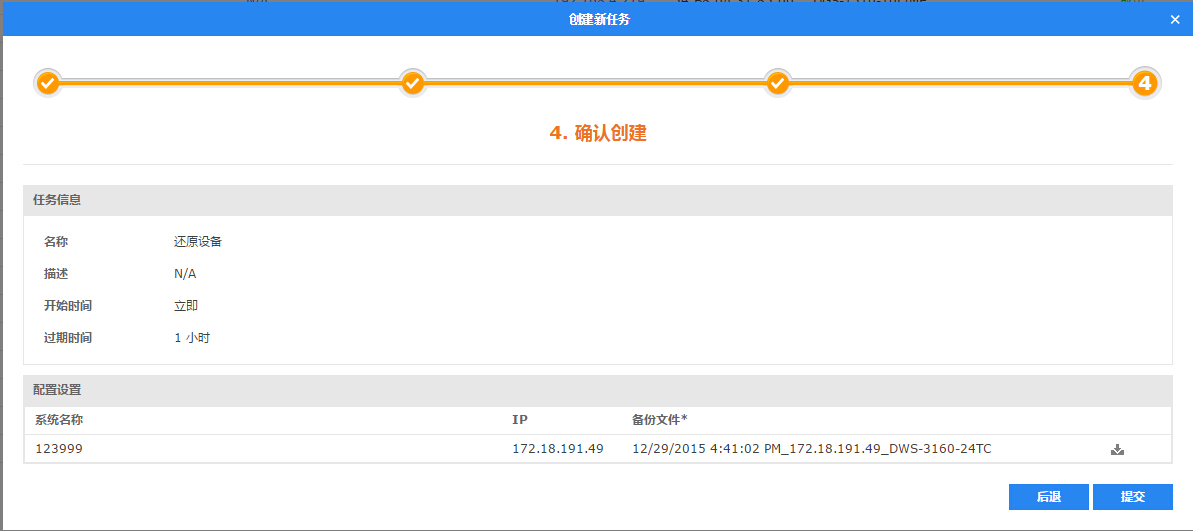 创建新任务 ×
4
4. 确认创建
任务信息
名称 还原设备
描述 N/A
开始时间 立即
过期时间 1 小时
配置设置
系统名称 IP 备份文件*
123999 172.18.191.49 12/29/2015 4:41:02 PM_172.18.191.49_DWS-3160-24TC
后退 提交